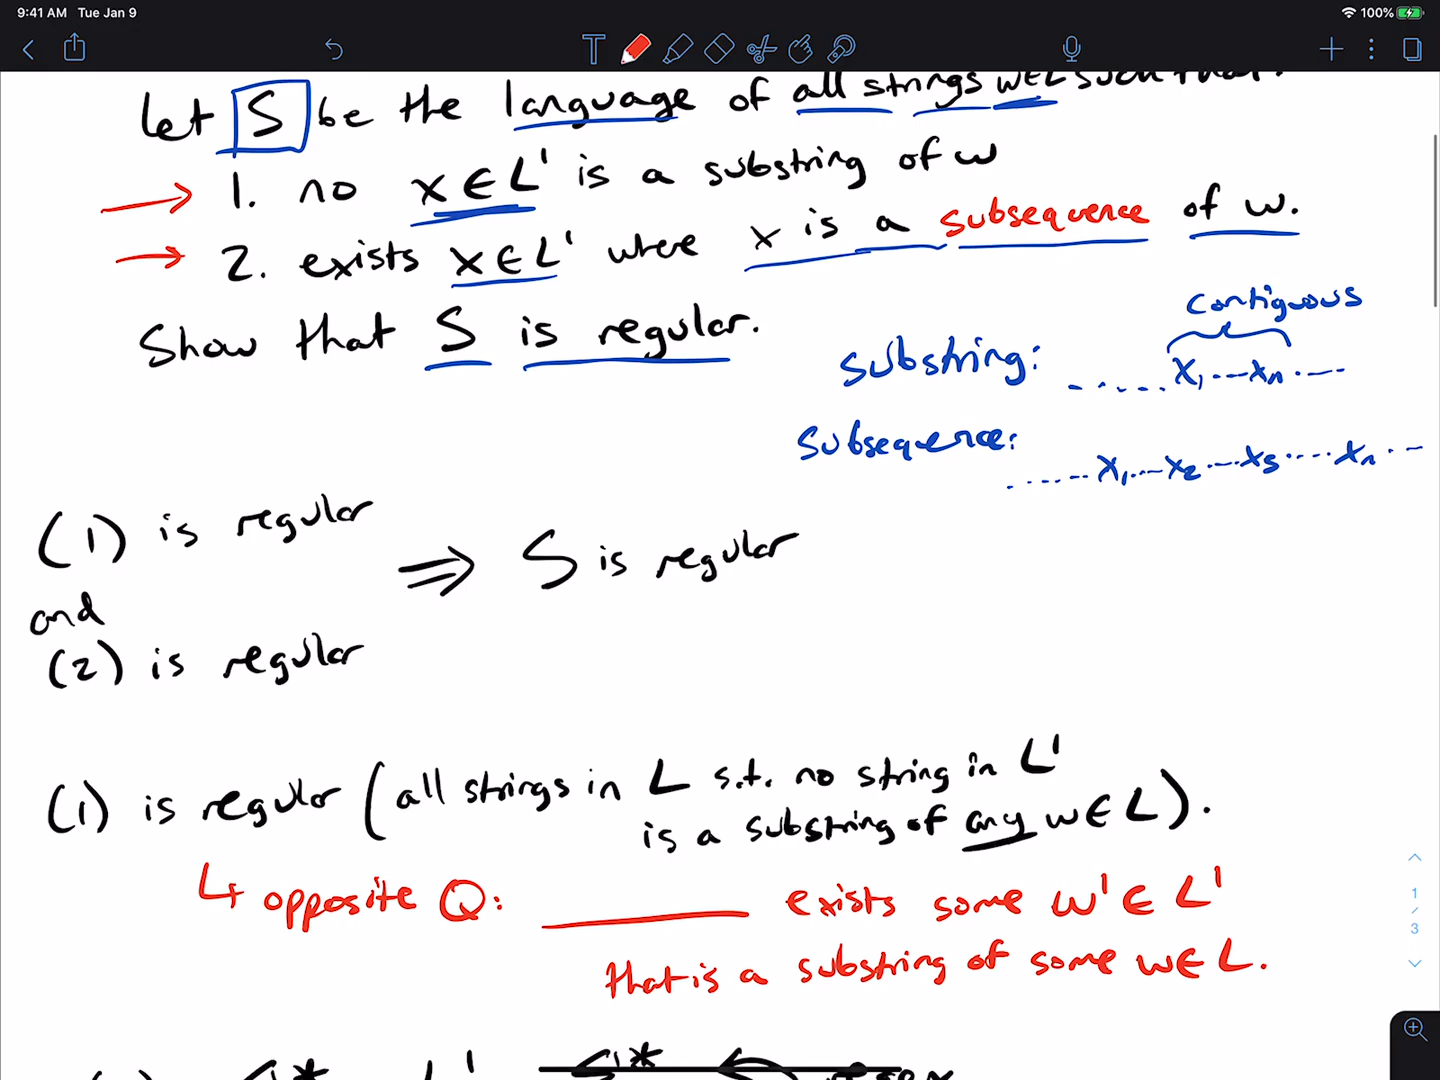 9:41 AM Tue Jan 9
100%
Let S be the language of all strings w∈L such that:
1. no x∈L' is a substring of w
2. exists x∈L' where x is a subsequence of w.
Show that S is regular.
contiguous
substring: ......x₁...xₙ.....
subsequence: ......x₁...x₂...x₃....xₙ...
(1) is regular
and
(2) is regular
⇒ S is regular
(1) is regular (all strings in L s.t. no string in L'
is a substring of any w∈L).
↳ opposite Q: ______ exists some w'∈L'
that is a substring of some w∈L.
1
/
3